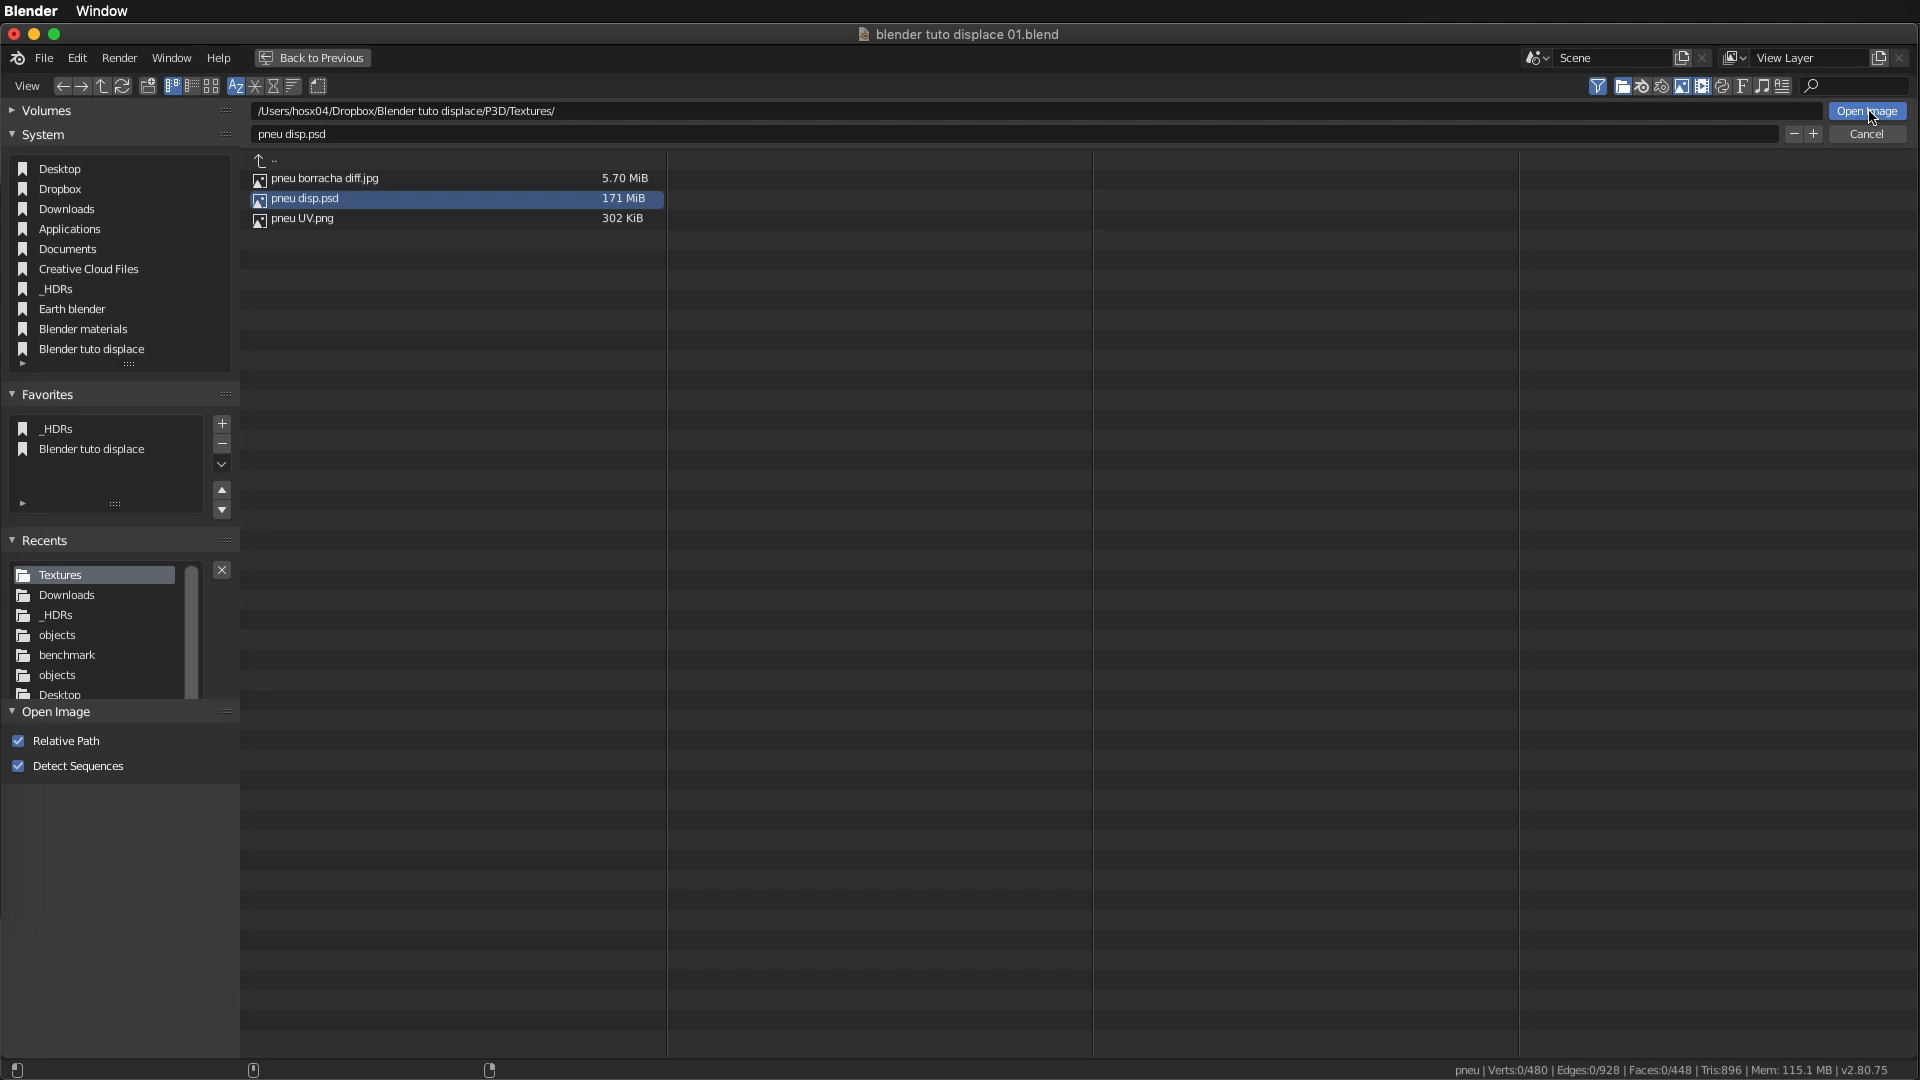 Blender Window
blender tuto displace 01.blend
File Edit Render Window Help Back to Previous Scene View Layer
View
Volumes
/Users/hosx04/Dropbox/Blender tuto displace/P3D/Textures/
Open Image
System
pneu disp.psd
Cancel
..
Desktop
Dropbox
Downloads
Applications
Documents
Creative Cloud Files
_HDRs
Earth blender
Blender materials
Blender tuto displace
pneu borracha diff.jpg 5.70 MiB
pneu disp.psd 171 MiB
pneu UV.png 302 KiB
Favorites
_HDRs
Blender tuto displace
Recents
Textures
Downloads
_HDRs
objects
benchmark
objects
Desktop
Open Image
Relative Path
Detect Sequences
pneu | Verts:0/480 | Edges:0/928 | Faces:0/448 | Tris:896 | Mem: 115.1 MB | v2.80.75